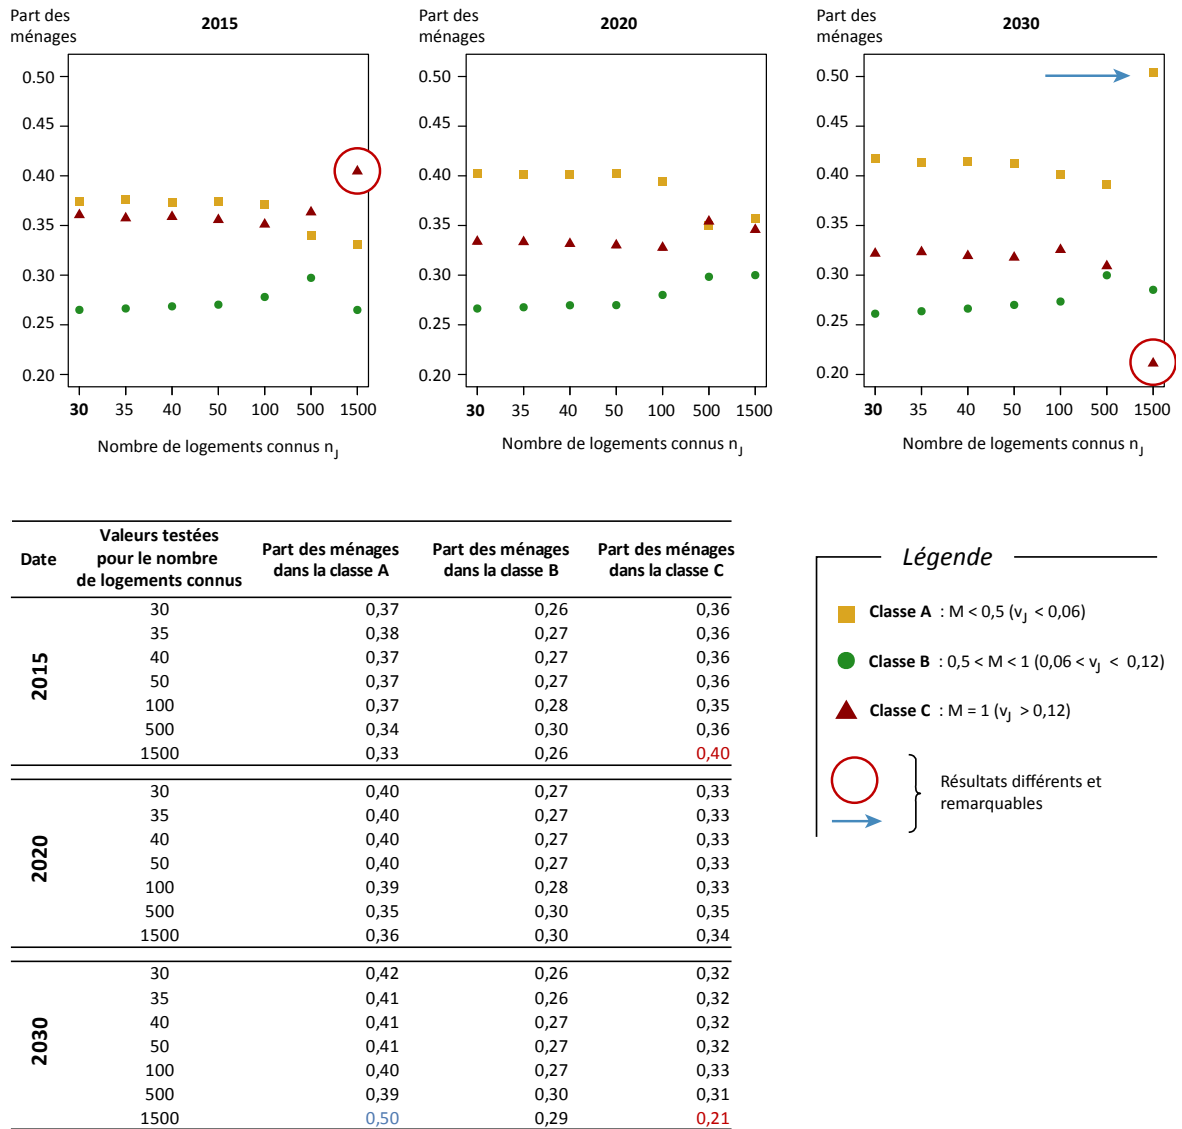 Part des
ménages
2015
0.50
0.45
0.40
0.35
0.30
0.25
0.20
30 35 40 50 100 500 1500
Nombre de logements connus nJ
Part des
ménages
2020
0.50
0.45
0.40
0.35
0.30
0.25
0.20
30 35 40 50 100 500 1500
Nombre de logements connus nJ
Part des
ménages
2030
0.50
0.45
0.40
0.35
0.30
0.25
0.20
30 35 40 50 100 500 1500
Nombre de logements connus nJ
Date
Valeurs testées
pour le nombre
de logements connus
Part des ménages
dans la classe A
Part des ménages
dans la classe B
Part des ménages
dans la classe C
2015
30 0,37 0,26 0,36
35 0,38 0,27 0,36
40 0,37 0,27 0,36
50 0,37 0,27 0,36
100 0,37 0,28 0,35
500 0,34 0,30 0,36
1500 0,33 0,26 0,40
2020
30 0,40 0,27 0,33
35 0,40 0,27 0,33
40 0,40 0,27 0,33
50 0,40 0,27 0,33
100 0,39 0,28 0,33
500 0,35 0,30 0,35
1500 0,36 0,30 0,34
2030
30 0,42 0,26 0,32
35 0,41 0,26 0,32
40 0,41 0,27 0,32
50 0,41 0,27 0,32
100 0,40 0,27 0,33
500 0,39 0,30 0,31
1500 0,50 0,29 0,21
Légende
Classe A : M < 0,5 (vJ < 0,06)
Classe B : 0,5 < M < 1 (0,06 < vJ < 0,12)
Classe C : M = 1 (vJ > 0,12)
Résultats différents et
remarquables